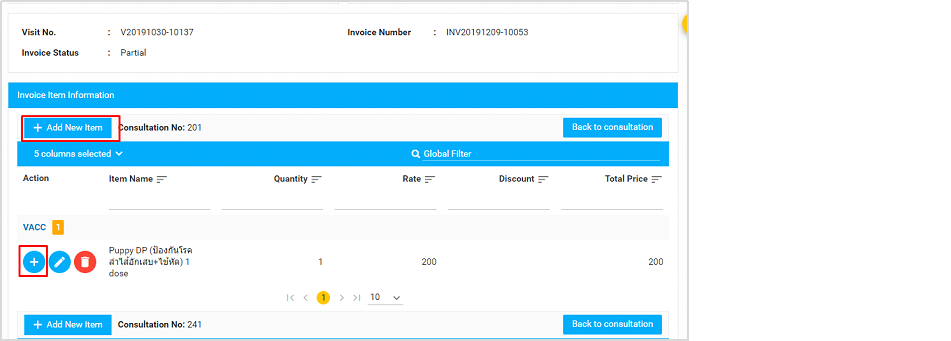 Visit No. : V20191030-10137 Invoice Number : INV20191209-10053
Invoice Status : Partial
Invoice Item Information
+ Add New Item Consultation No: 201 Back to consultation
5 columns selected Global Filter
Action Item Name Quantity Rate Discount Total Price
VACC 1
Puppy DP (ป้องกันโรค
ลำไส้อักเสบ+ไข้หัด) 1
dose
1 200 200
1 10
+ Add New Item Consultation No: 241 Back to consultation